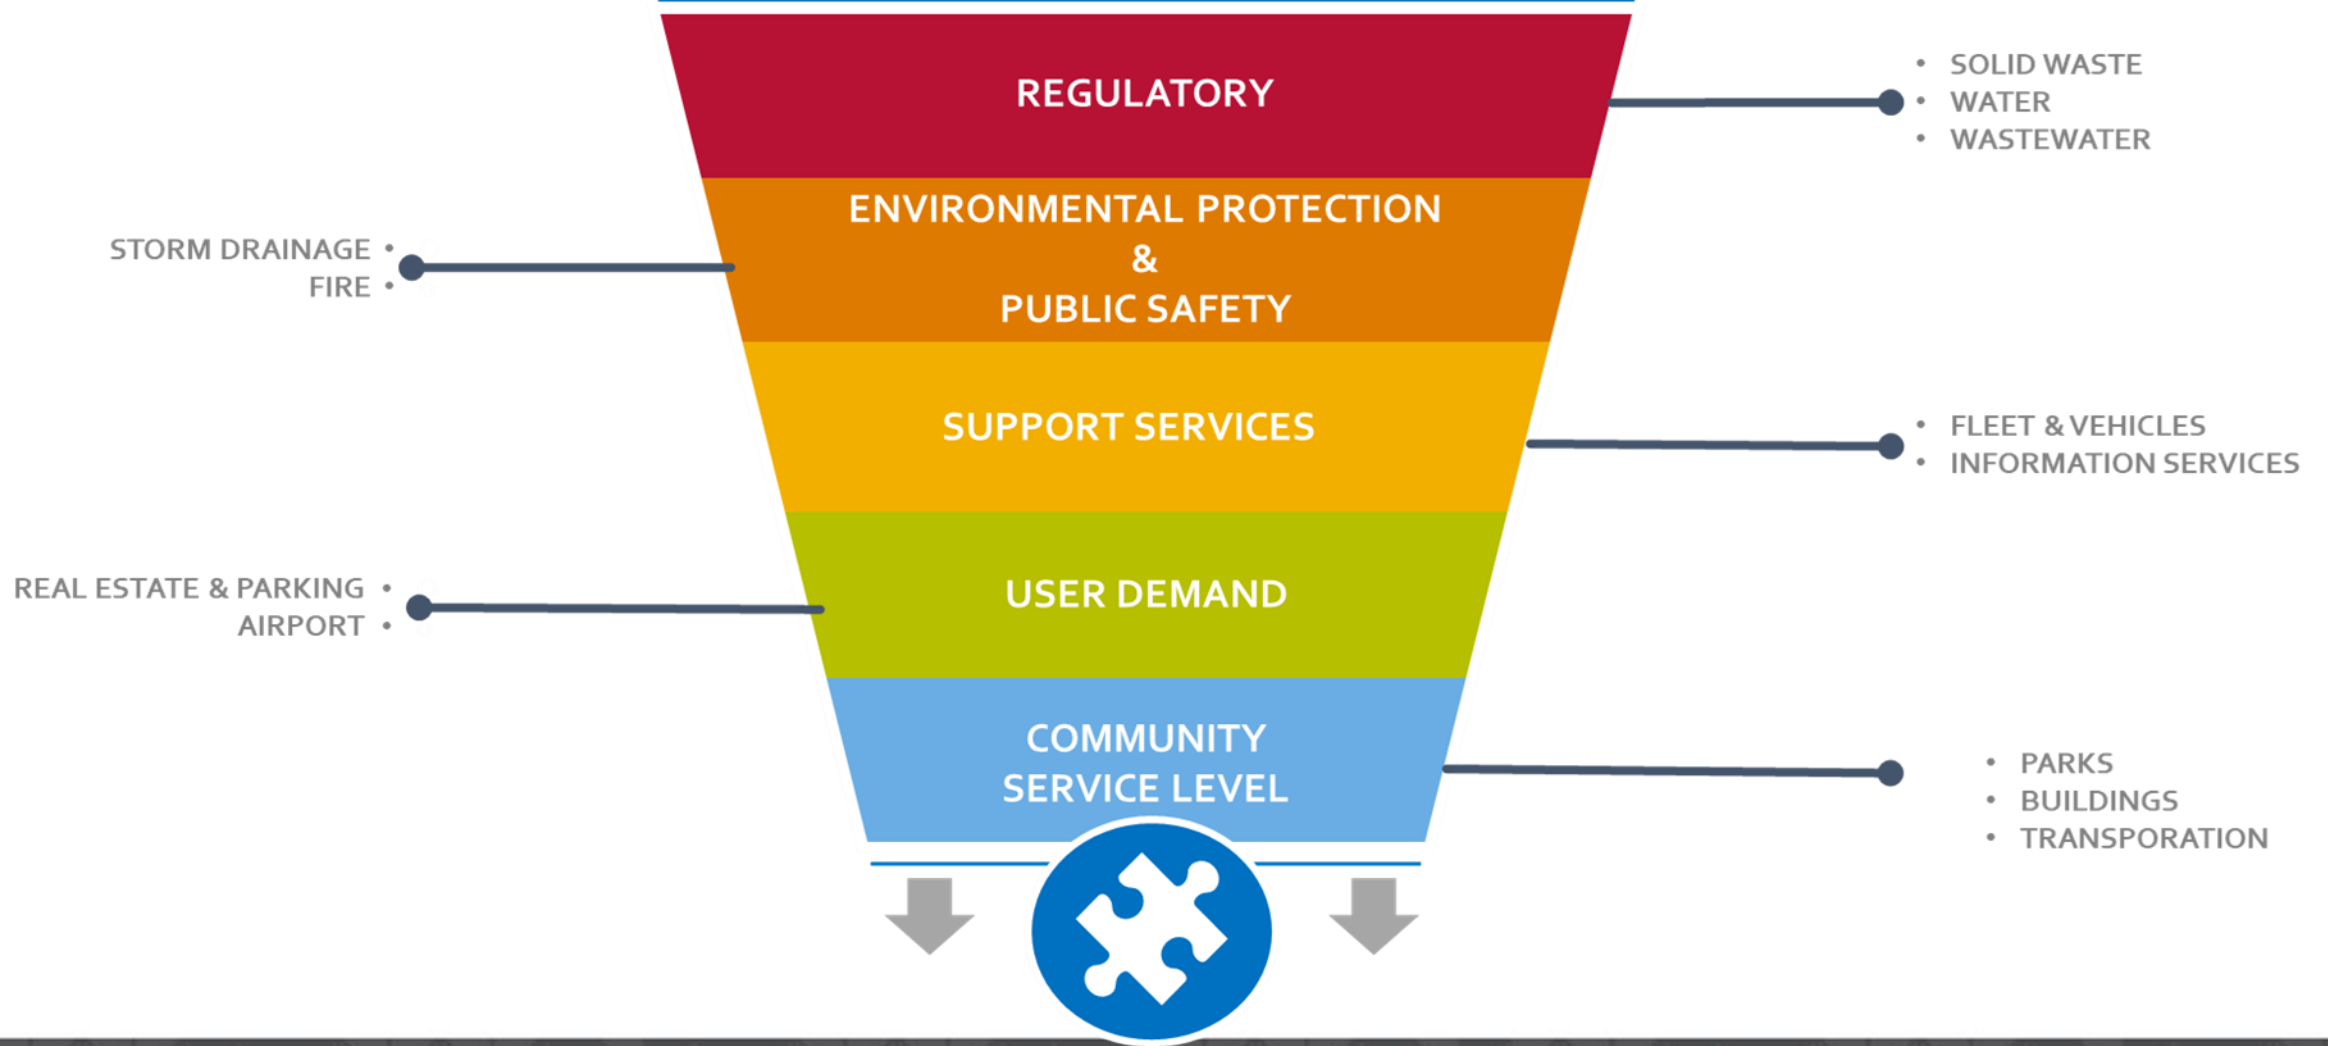 REGULATORY
• SOLID WASTE
• WATER
• WASTEWATER
ENVIRONMENTAL PROTECTION
&
PUBLIC SAFETY
STORM DRAINAGE •
FIRE •
SUPPORT SERVICES
• FLEET & VEHICLES
• INFORMATION SERVICES
USER DEMAND
REAL ESTATE & PARKING •
AIRPORT •
COMMUNITY
SERVICE LEVEL
• PARKS
• BUILDINGS
• TRANSPORATION